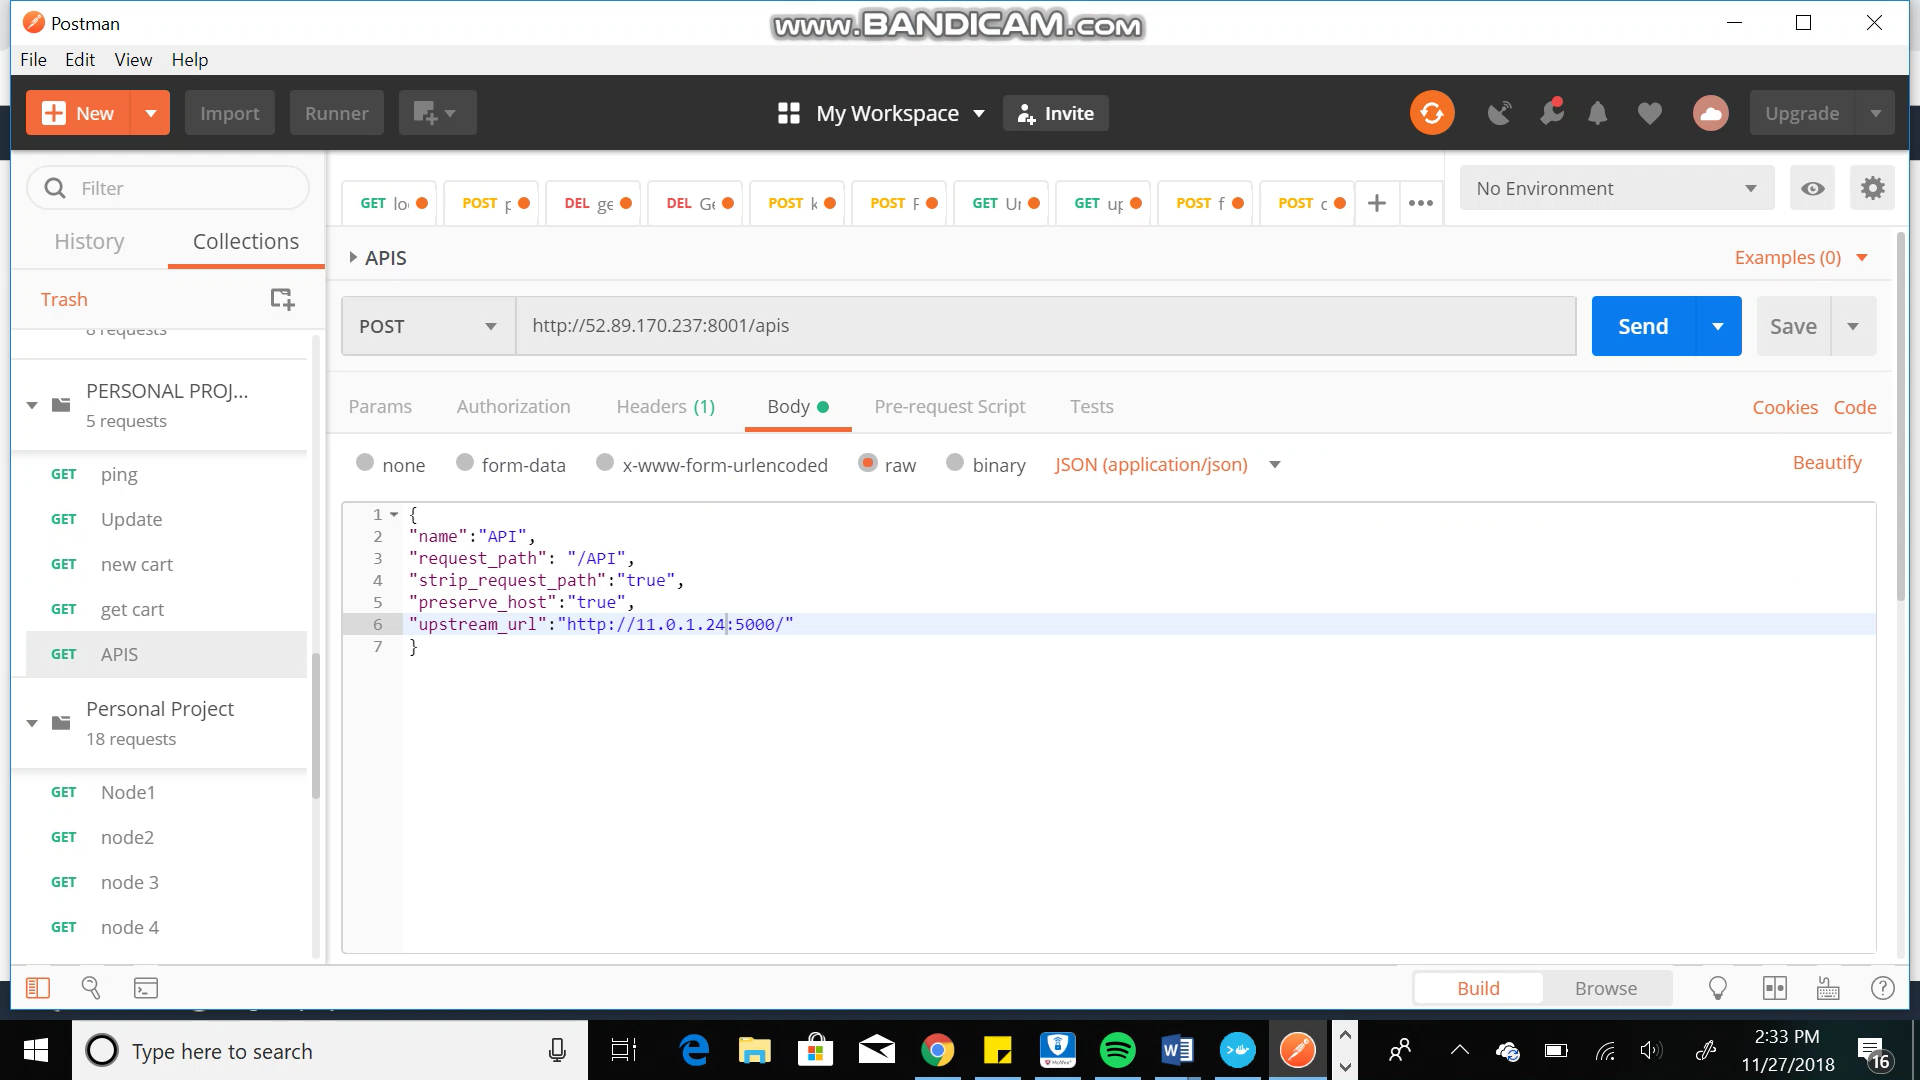 Postman
www.BANDICAM.com
File Edit View Help
New
Import
Runner
My Workspace
Invite
Upgrade
Filter
GET lo
POST p
DEL ge
DEL Ge
POST k
POST F
GET Ur
GET up
POST f
POST c
No Environment
History Collections
APIS
Examples (0)
Trash
8 requests
POST
http://52.89.170.237:8001/apis
Send
Save
PERSONAL PROJ...
5 requests
Params Authorization Headers (1) Body Pre-request Script Tests
Cookies Code
none form-data x-www-form-urlencoded raw binary JSON (application/json)
Beautify
GET ping
GET Update
GET new cart
GET get cart
GET APIS
1 {
2 "name":"API",
3 "request_path": "/API",
4 "strip_request_path":"true",
5 "preserve_host":"true",
6 "upstream_url":"http://11.0.1.24:5000/"
7 }
Personal Project
18 requests
GET Node1
GET node2
GET node 3
GET node 4
Build Browse
Type here to search
2:33 PM
11/27/2018
16